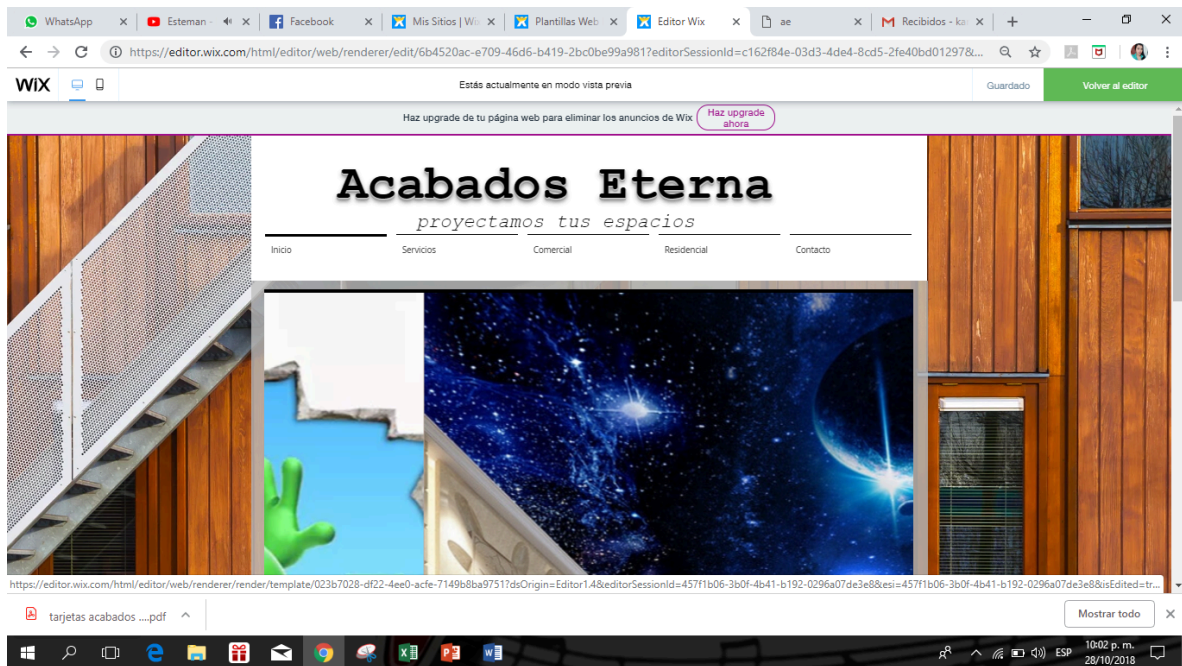 WhatsApp
Esteman -
Facebook
Mis Sitios | Wix
Plantillas Web
Editor Wix
ae
Recibidos - ka
https://editor.wix.com/html/editor/web/renderer/edit/6b4520ac-e709-46d6-b419-2bc0be99a981?editorSessionId=c162f84e-03d3-4de4-8cd5-2fe40bd01297&...
WiX
Estás actualmente en modo vista previa
Guardado
Volver al editor
Haz upgrade de tu página web para eliminar los anuncios de Wix
Haz upgrade
ahora
Acabados Eterna
proyectamos tus espacios
Inicio
Servicios
Comercial
Residencial
Contacto
https://editor.wix.com/html/editor/web/renderer/render/template/023b7028-df22-4ee0-acfe-7149b8ba9751?dsOrigin=Editor1.4&editorSessionId=457f1b06-3b0f-4b41-b192-0296a07de3e8&esi=457f1b06-3b0f-4b41-b192-0296a07de3e8&isEdited=tr...
tarjetas acabados ....pdf
Mostrar todo
ESP
10:02 p. m.
28/10/2018